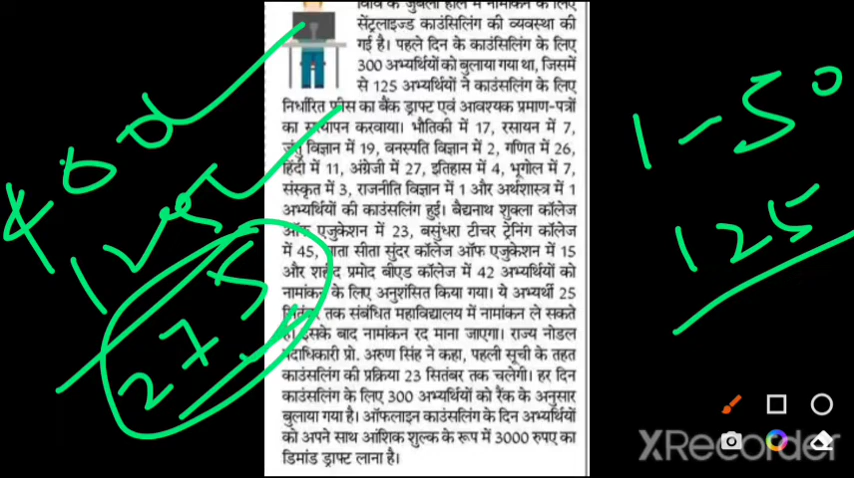 विवि के जुबली हॉल में नामांकन के लिए
सेंट्रलाइज्ड काउंसिलिंग की व्यवस्था की
गई है। पहले दिन के काउंसिलिंग के लिए
300 अभ्यर्थियों को बुलाया गया था, जिसमें
से 125 अभ्यर्थियों ने काउंसिलिंग के लिए
निर्धारित फीस का बैंक ड्राफ्ट एवं आवश्यक प्रमाण-पत्रों
का सत्यापन करवाया। भौतिकी में 17, रसायन में 7,
जंतु विज्ञान में 19, वनस्पति विज्ञान में 2, गणित में 26,
हिंदी में 11, अंग्रेजी में 27, इतिहास में 4, भूगोल में 7,
संस्कृत में 3, राजनीति विज्ञान में 1 और अर्थशास्त्र में 1
अभ्यर्थियों की काउंसलिंग हुई। बैद्यनाथ शुक्ला कॉलेज
ऑफ एजुकेशन में 23, बसुंधरा टीचर ट्रेनिंग कॉलेज
में 45, माता सीता सुंदर कॉलेज ऑफ एजुकेशन में 15
और शहीद प्रमोद बीएड कॉलेज में 42 अभ्यर्थियों को
नामांकन के लिए अनुशंसित किया गया। ये अभ्यर्थी 25
सितंबर तक संबंधित महाविद्यालय में नामांकन ले सकते
हैं। इसके बाद नामांकन रद माना जाएगा। राज्य नोडल
पदाधिकारी प्रो. अरुण सिंह ने कहा, पहली सूची के तहत
काउंसलिंग की प्रक्रिया 23 सितंबर तक चलेगी। हर दिन
काउंसलिंग के लिए 300 अभ्यर्थियों को रैंक के अनुसार
बुलाया गया है। ऑफलाइन काउंसलिंग के दिन अभ्यर्थियों
को अपने साथ आंशिक शुल्क के रूप में 3000 रुपए का
डिमांड ड्राफ्ट लाना है।
400
125
275
1-50
125
XRecorder